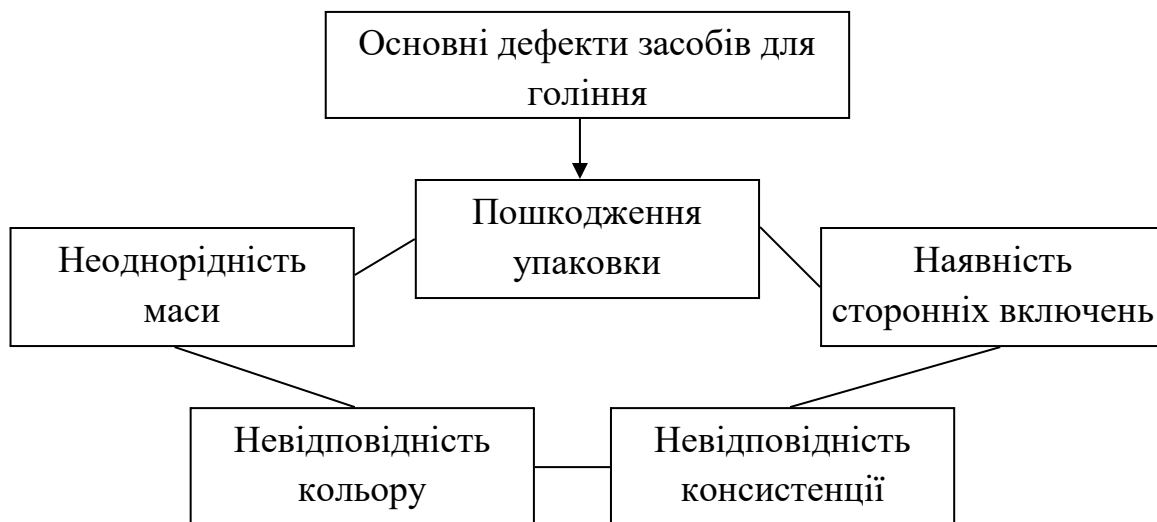 Основні дефекти засобів для
гоління
Пошкодження
упаковки
Неоднорідність
маси
Наявність
сторонніх включень
Невідповідність
кольору
Невідповідність
консистенції